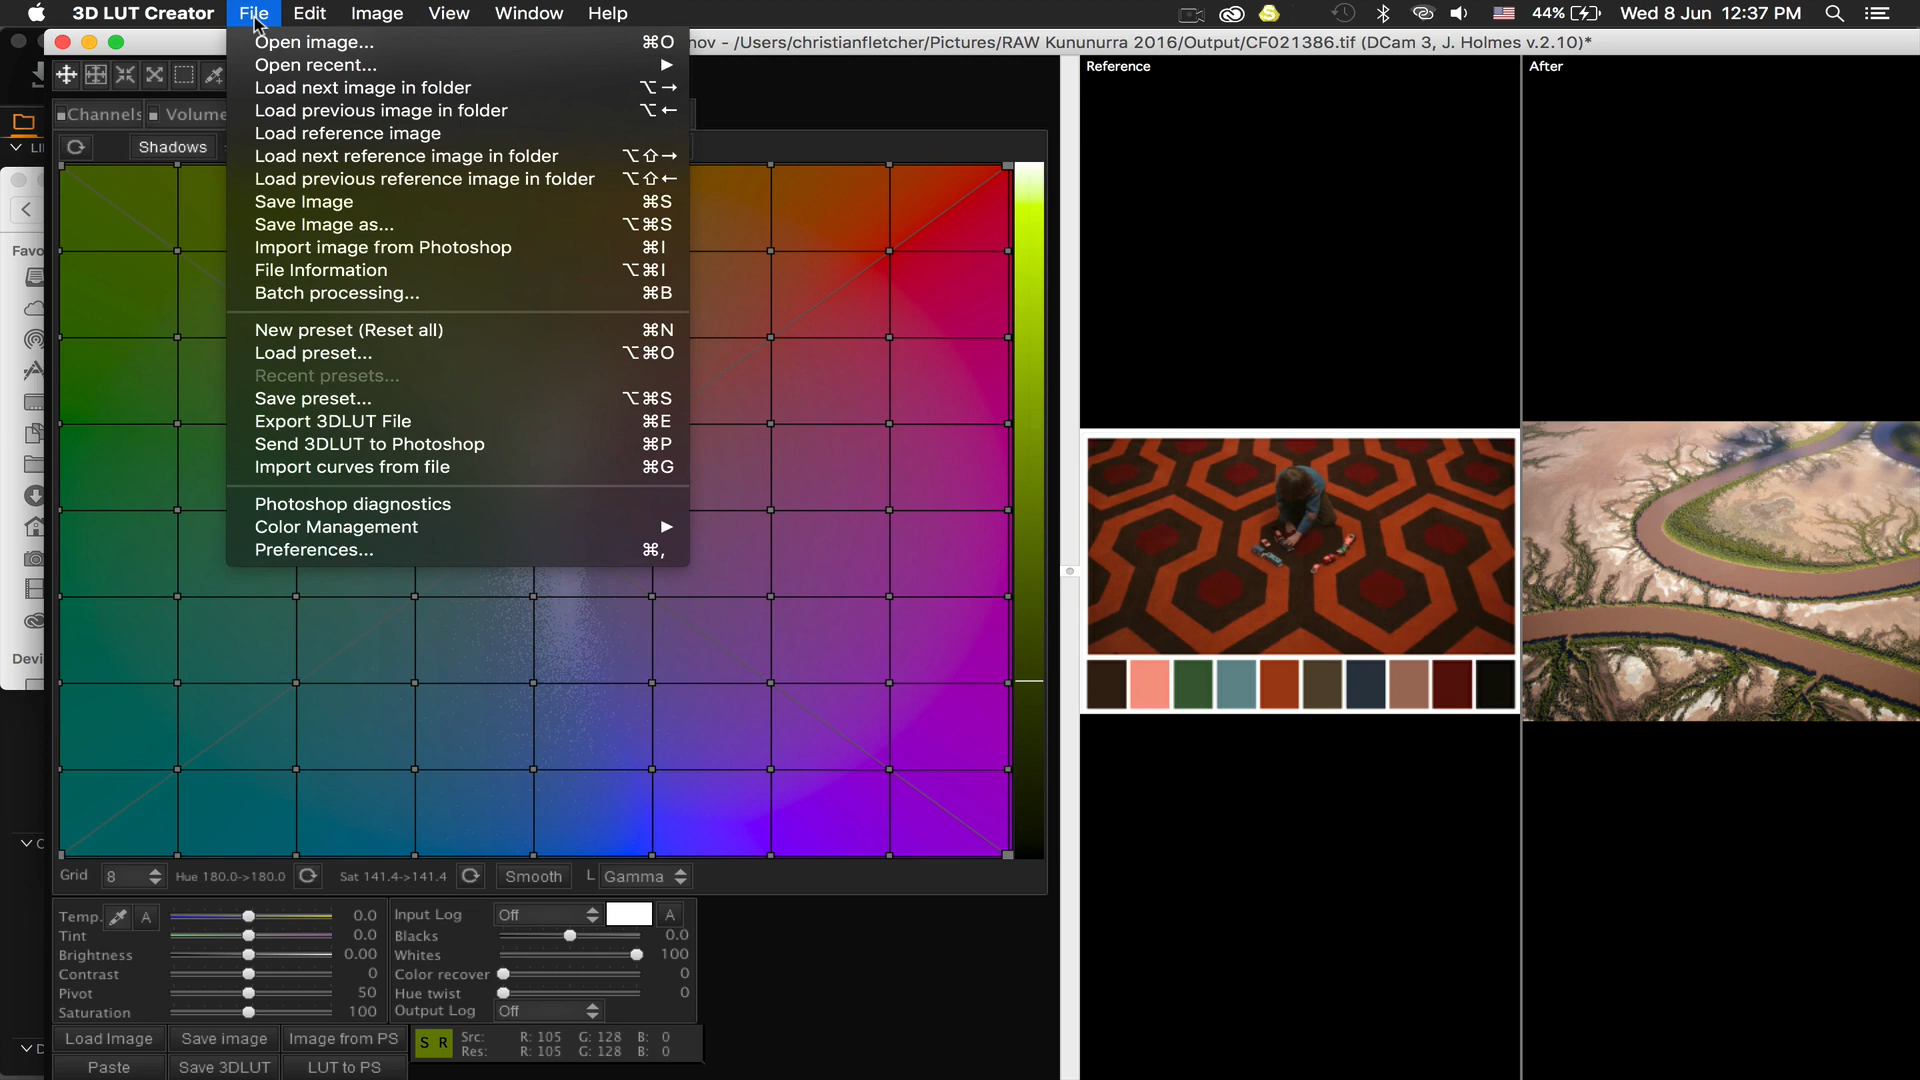 3D LUT Creator File Edit Image View Window Help 44% Wed 8 Jun 12:37 PM
nov - /Users/christianfletcher/Pictures/RAW Kununurra 2016/Output/CF021386.tif (DCam 3, J. Holmes v.2.10)*
Open image... ⌘O
Open recent... ▶
Load next image in folder ⌥→
Load previous image in folder ⌥←
Load reference image
Load next reference image in folder ⌥⇧→
Load previous reference image in folder ⌥⇧←
Save Image ⌘S
Save Image as... ⌥⌘S
Import image from Photoshop ⌘I
File Information ⌥⌘I
Batch processing... ⌘B
New preset (Reset all) ⌘N
Load preset... ⌥⌘O
Recent presets...
Save preset... ⌥⌘S
Export 3DLUT File ⌘E
Send 3DLUT to Photoshop ⌘P
Import curves from file ⌘G
Photoshop diagnostics
Color Management ▶
Preferences... ⌘,
Channels Volume
Shadows
Favo
Devi
Reference
After
Grid 8 Hue 180.0->180.0 Sat 141.4->141.4 Smooth L Gamma
Temp. A 0.0
Tint 0.0
Brightness 0.00
Contrast 0
Pivot 50
Saturation 100
Input Log Off A
Blacks 0.0
Whites 100
Color recover 0
Hue twist 0
Output Log Off
Load Image Save image Image from PS
Paste Save 3DLUT LUT to PS
S R
Src: R: 105 G: 128 B: 0
Res: R: 105 G: 128 B: 0